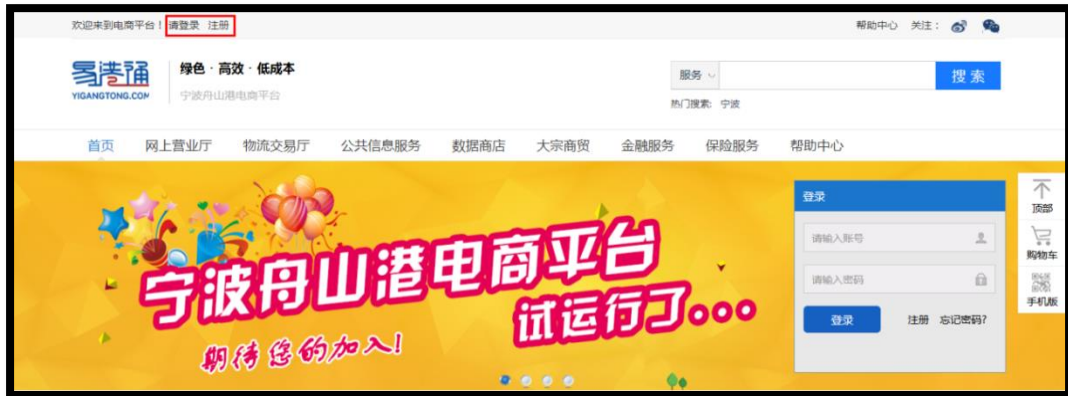 欢迎来到电商平台！请登录 注册
帮助中心 关注：
易港通
YIGANGTONG.COM
绿色·高效·低成本
宁波舟山港电商平台
服务
搜索
热门搜索: 宁波
首页 网上营业厅 物流交易厅 公共信息服务 数据商店 大宗商贸 金融服务 保险服务 帮助中心
宁波舟山港电商平台
试运行了...
期待您的加入!
登录
请输入账号
请输入密码
登录 注册 忘记密码?
顶部
购物车
手机版